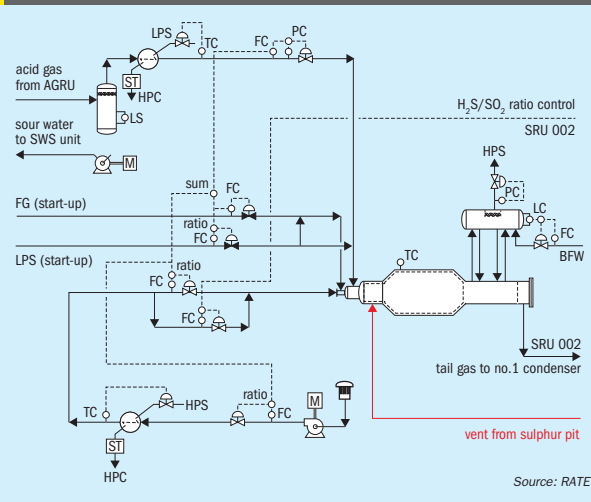 LPS
TC
FC
PC
acid gas
from AGRU
ST
HPC
LS
sour water
to SWS unit
M
H₂S/SO₂ ratio control
SRU 002
HPS
PC
sum
FC
LC
FC
FG (start-up)
ratio
FC
BFW
LPS (start-up)
TC
ratio
FC
FC
SRU 002
tail gas to no.1 condenser
ratio
M
HPS
TC
FC
vent from sulphur pit
ST
HPC
Source: RATE